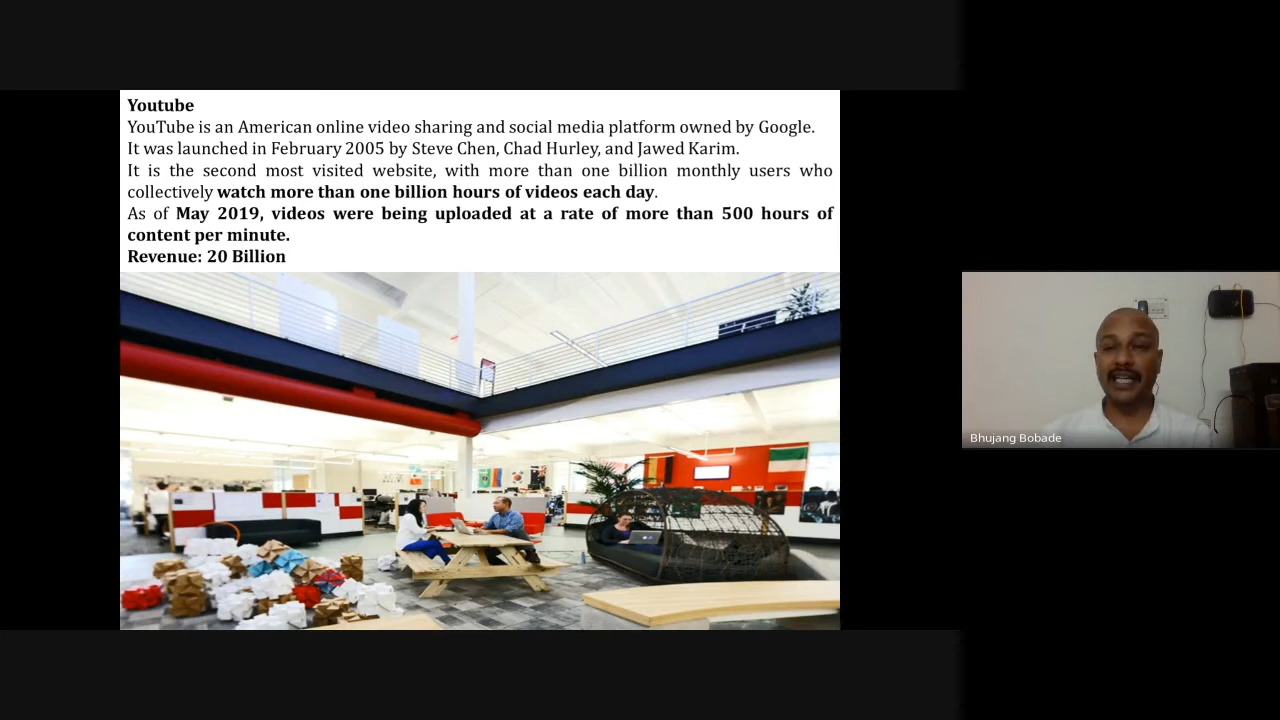 Youtube
YouTube is an American online video sharing and social media platform owned by Google.
It was launched in February 2005 by Steve Chen, Chad Hurley, and Jawed Karim.
It is the second most visited website, with more than one billion monthly users who
collectively watch more than one billion hours of videos each day.
As of May 2019, videos were being uploaded at a rate of more than 500 hours of
content per minute.
Revenue: 20 Billion
Bhujang Bobade